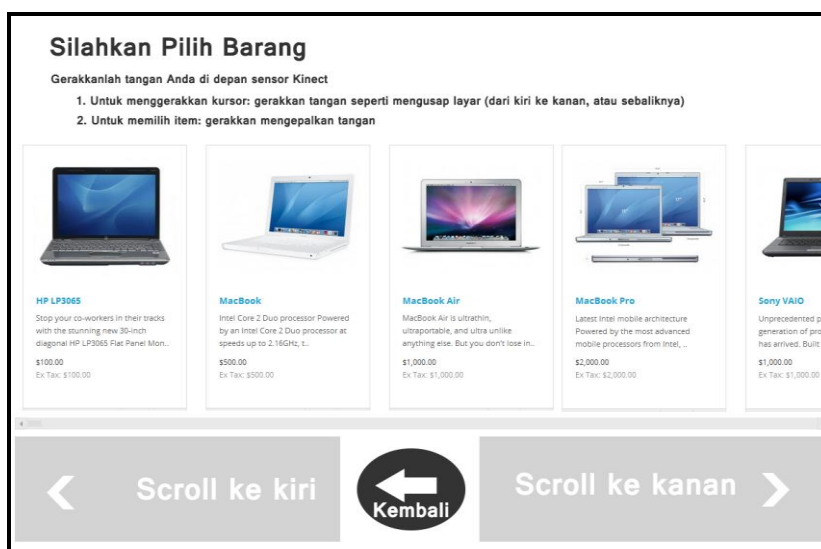 Silahkan Pilih Barang
Gerakkanlah tangan Anda di depan sensor Kinect
1. Untuk menggerakkan kursor: gerakkan tangan seperti mengusap layar (dari kiri ke kanan, atau sebaliknya)
2. Untuk memilih item: gerakkan mengepalkan tangan
HP LP3065
Stop your co-workers in their tracks
with the stunning new 30-inch
diagonal HP LP3065 Flat Panel Mon..
$100.00
Ex Tax: $100.00
MacBook
Intel Core 2 Duo processor Powered
by an Intel Core 2 Duo processor at
speeds up to 2.16GHz, t..
$500.00
Ex Tax: $500.00
MacBook Air
MacBook Air is ultrathin,
ultraportable, and ultra unlike
anything else. But you don't lose in..
$1,000.00
Ex Tax: $1,000.00
MacBook Pro
Latest Intel mobile architecture
Powered by the most advanced
mobile processors from Intel, ..
$2,000.00
Ex Tax: $2,000.00
Sony VAIO
Unprecedented p
generation of pro
has arrived. Built
$1,000.00
Ex Tax: $1,000.00
Scroll ke kiri
Kembali
Scroll ke kanan